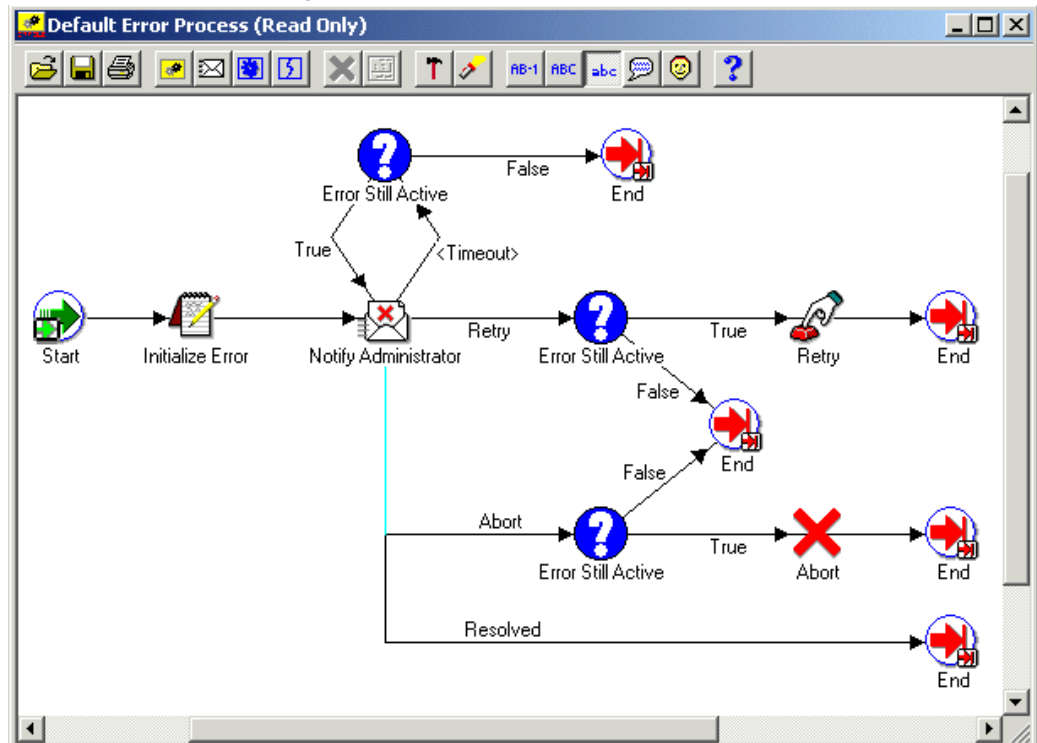 Default Error Process (Read Only)
AB-1 ABC abc
False
Error Still Active
End
True
<Timeout>
Retry
True
Start
Initialize Error
Notify Administrator
Error Still Active
Retry
End
False
False
End
Abort
True
Error Still Active
Abort
End
Resolved
End